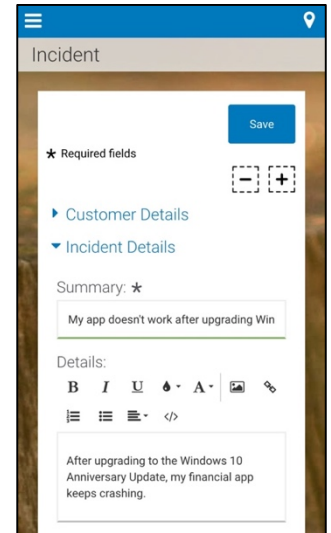 Incident
Save
* Required fields
Customer Details
Incident Details
Summary: *
My app doesn't work after upgrading Win
Details:
B I U A
After upgrading to the Windows 10
Anniversary Update, my financial app
keeps crashing.